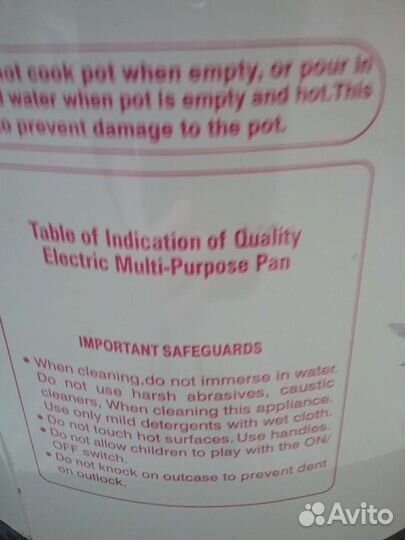 not cook pot when empty, or pour in
water when pot is empty and hot.This
to prevent damage to the pot.
Table of Indication of Quality
Electric Multi-Purpose Pan
IMPORTANT SAFEGUARDS
• When cleaning,do not immerse in water.
Do not use harsh abrasives, caustic
cleaners, When cleaning this appliance.
Use only mild detergents with wet cloth.
• Do not touch hot surfaces. Use handles.
• Do not allow children to play with the ON/
OFF switch.
• Do not knock on outcase to prevent dent
on outlock.
Avito